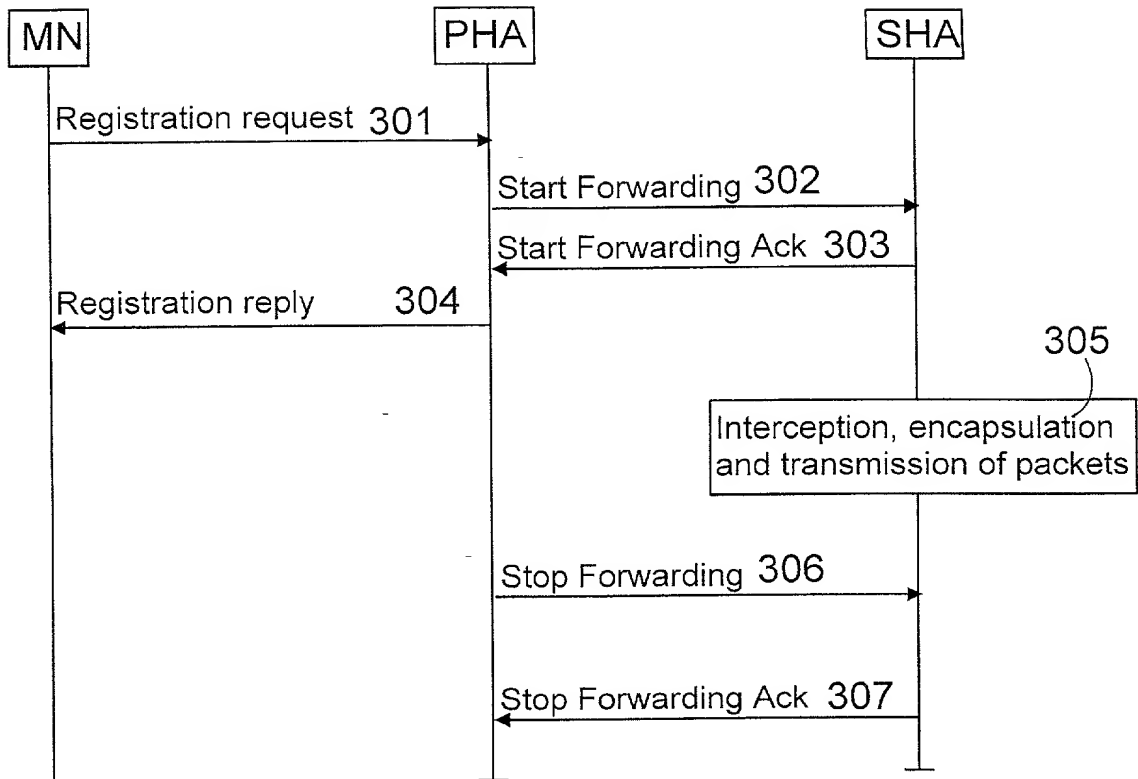 MN
PHA
SHA
Registration request 301
Start Forwarding 302
Start Forwarding Ack 303
Registration reply 304
305
Interception, encapsulation
and transmission of packets
Stop Forwarding 306
Stop Forwarding Ack 307